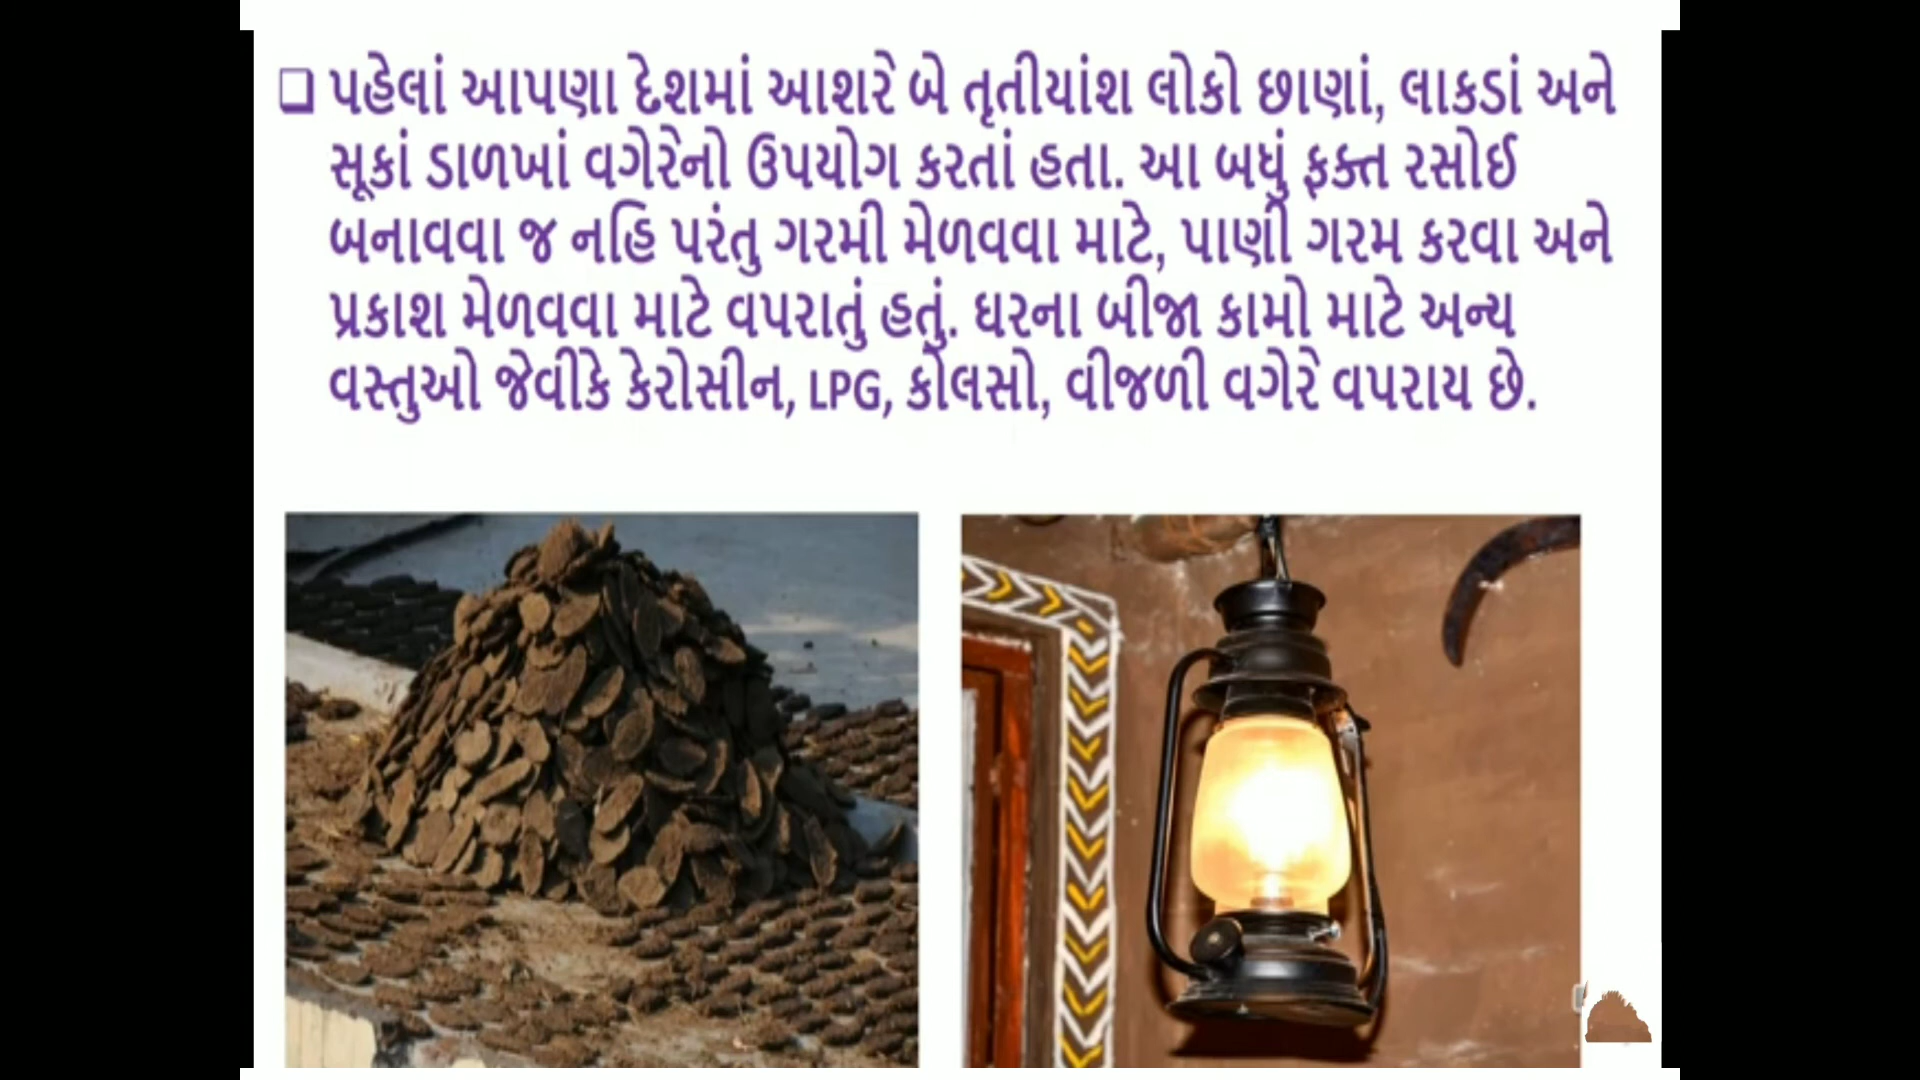 ❑ પહેલાં આપણા દેશમાં આશરે બે તૃતીયાંશ લોકો છાણાં, લાકડાં અને
સૂકાં ડાળખાં વગેરેનો ઉપયોગ કરતાં હતા. આ બધું ફક્ત રસોઈ
બનાવવા જ નહિ પરંતુ ગરમી મેળવવા માટે, પાણી ગરમ કરવા અને
પ્રકાશ મેળવવા માટે વપરાતું હતું. ઘરના બીજા કામો માટે અન્ય
વસ્તુઓ જેવીકે કેરોસીન, LPG, કોલસો, વીજળી વગેરે વપરાય છે.